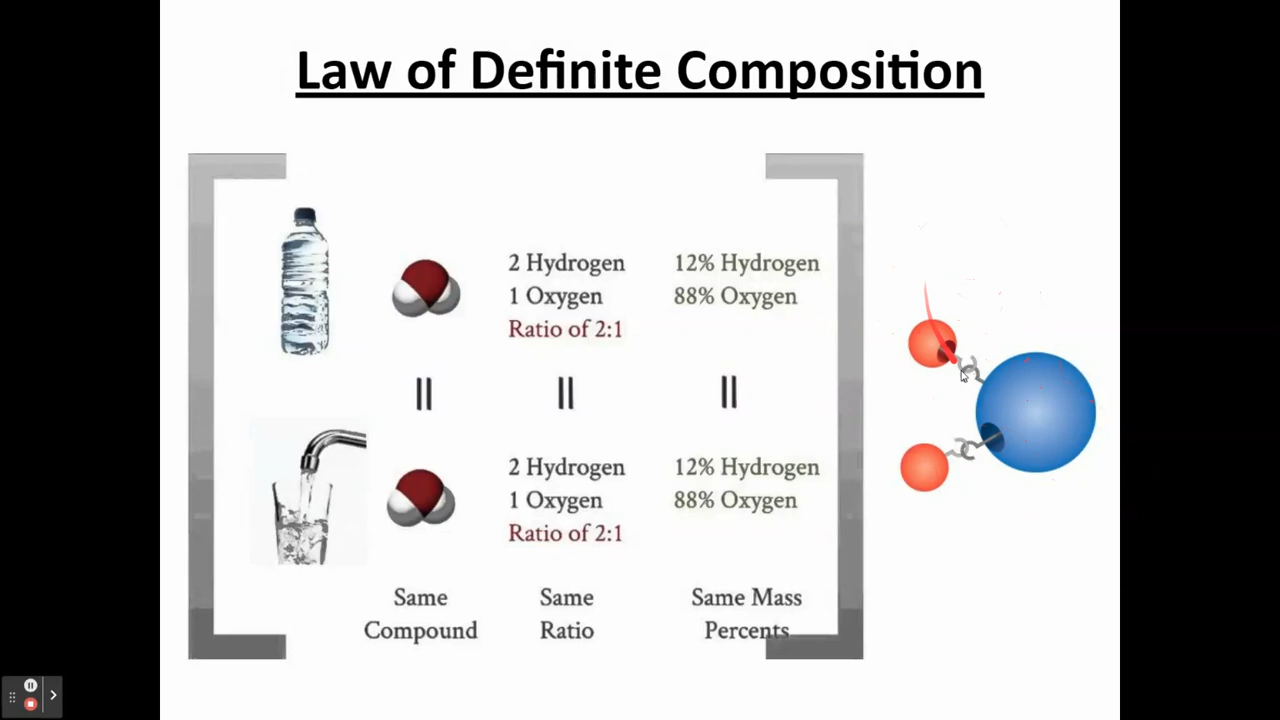 Law of Definite Composition
2 Hydrogen
1 Oxygen
Ratio of 2:1
12% Hydrogen
88% Oxygen
2 Hydrogen
1 Oxygen
Ratio of 2:1
12% Hydrogen
88% Oxygen
Same
Compound
Same
Ratio
Same Mass
Percents